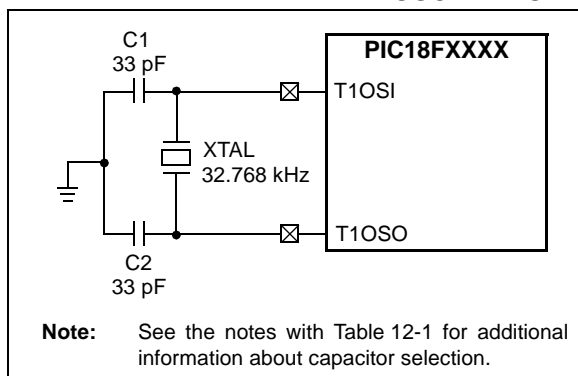 C1
33 pF
PIC18FXXXX
T1OSI
XTAL
32.768 kHz
T1OSO
C2
33 pF
Note: See the notes with Table 12-1 for additional
information about capacitor selection.